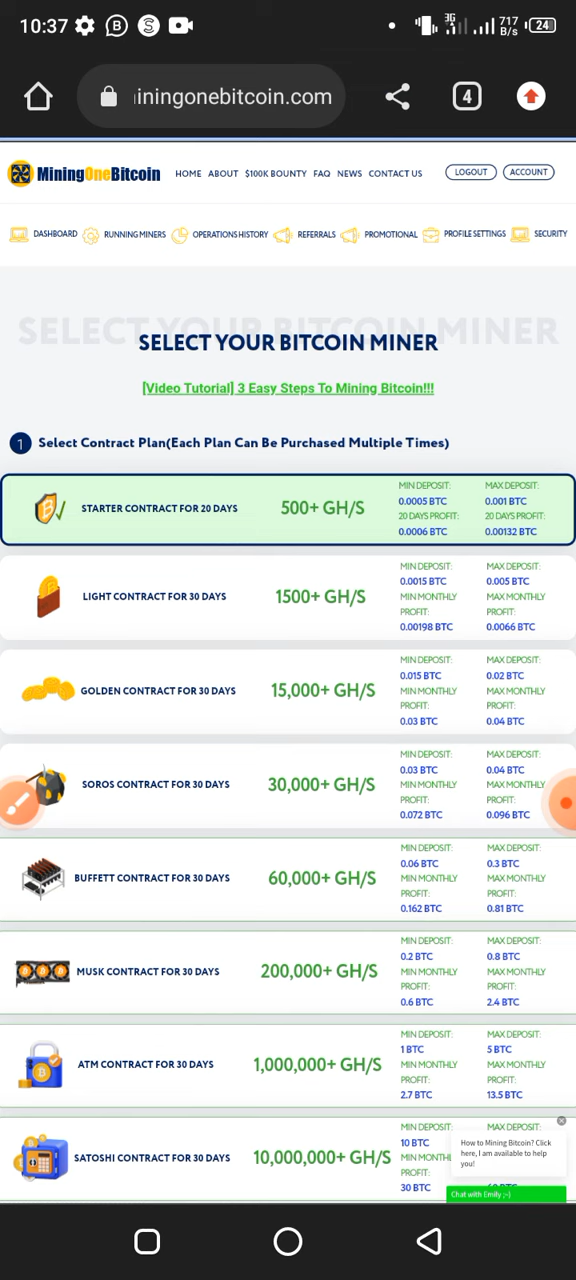 10:37 3G 717 B/s 24
iningonebitcoin.com 4
MiningOneBitcoin HOME ABOUT $100K BOUNTY FAQ NEWS CONTACT US LOGOUT ACCOUNT
DASHBOARD RUNNING MINERS OPERATIONS HISTORY REFERRALS PROMOTIONAL PROFILE SETTINGS SECURITY
SELECT YOUR BITCOIN MINER
SELECT YOUR BITCOIN MINER
[Video Tutorial] 3 Easy Steps To Mining Bitcoin!!!
1 Select Contract Plan(Each Plan Can Be Purchased Multiple Times)
STARTER CONTRACT FOR 20 DAYS 500+ GH/S
MIN DEPOSIT: MAX DEPOSIT:
0.0005 BTC 0.001 BTC
20 DAYS PROFIT: 20 DAYS PROFIT:
0.0006 BTC 0.00132 BTC
LIGHT CONTRACT FOR 30 DAYS 1500+ GH/S
MIN DEPOSIT: MAX DEPOSIT:
0.0015 BTC 0.005 BTC
MIN MONTHLY MAX MONTHLY
PROFIT: PROFIT:
0.00198 BTC 0.0066 BTC
GOLDEN CONTRACT FOR 30 DAYS 15,000+ GH/S
MIN DEPOSIT: MAX DEPOSIT:
0.015 BTC 0.02 BTC
MIN MONTHLY MAX MONTHLY
PROFIT: PROFIT:
0.03 BTC 0.04 BTC
SOROS CONTRACT FOR 30 DAYS 30,000+ GH/S
MIN DEPOSIT: MAX DEPOSIT:
0.03 BTC 0.04 BTC
MIN MONTHLY MAX MONTHLY
PROFIT: PROFIT:
0.072 BTC 0.096 BTC
BUFFETT CONTRACT FOR 30 DAYS 60,000+ GH/S
MIN DEPOSIT: MAX DEPOSIT:
0.06 BTC 0.3 BTC
MIN MONTHLY MAX MONTHLY
PROFIT: PROFIT:
0.162 BTC 0.81 BTC
MUSK CONTRACT FOR 30 DAYS 200,000+ GH/S
MIN DEPOSIT: MAX DEPOSIT:
0.2 BTC 0.8 BTC
MIN MONTHLY MAX MONTHLY
PROFIT: PROFIT:
0.6 BTC 2.4 BTC
ATM CONTRACT FOR 30 DAYS 1,000,000+ GH/S
MIN DEPOSIT: MAX DEPOSIT:
1 BTC 5 BTC
MIN MONTHLY MAX MONTHLY
PROFIT: PROFIT:
2.7 BTC 13.5 BTC
SATOSHI CONTRACT FOR 30 DAYS 10,000,000+ GH/S
MIN DEPOSIT: MAX DEPOSIT:
10 BTC
MIN MONTHL
PROFIT:
30 BTC
How to Mining Bitcoin? Click
here, I am available to help
you!
Chat with Emily ;-)